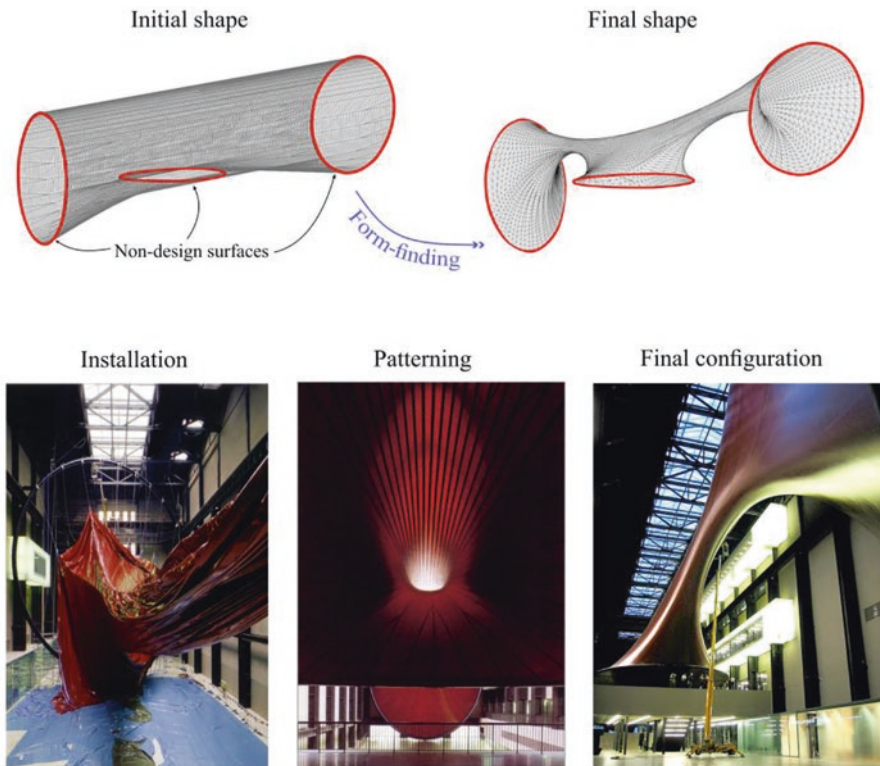 Initial shape
Final shape
Non-design surfaces
Form-finding
Installation
Patterning
Final configuration